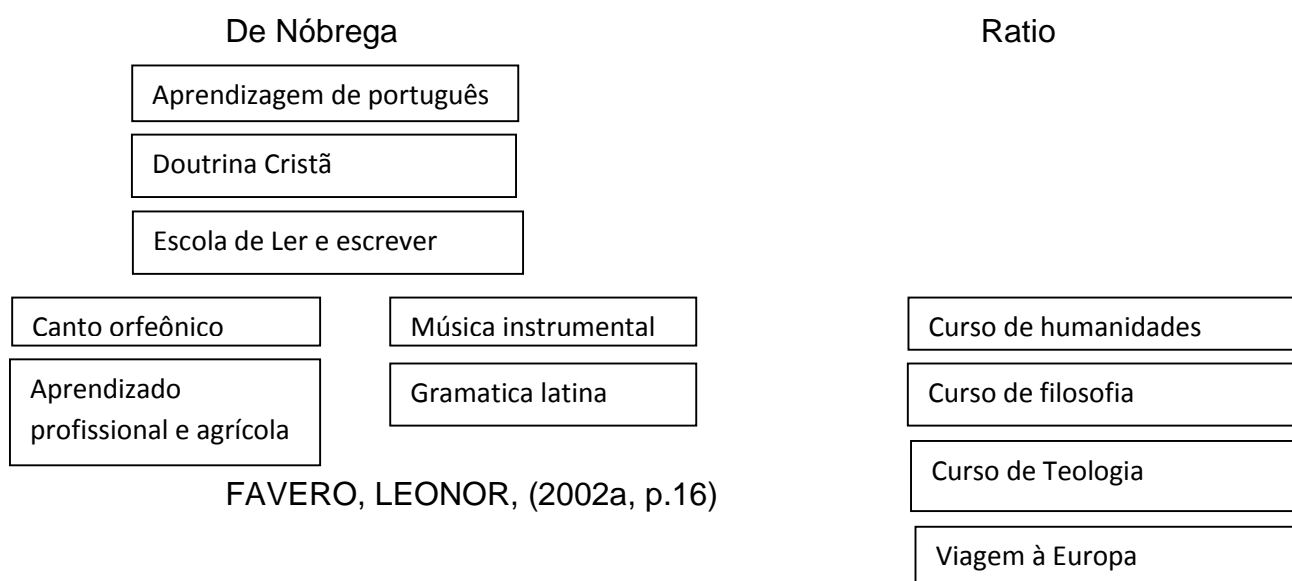 De Nóbrega
Ratio
Aprendizagem de português
Doutrina Cristã
Escola de Ler e escrever
Canto orfeônico
Música instrumental
Curso de humanidades
Aprendizado
profissional e agrícola
Gramatica latina
Curso de filosofia
Curso de Teologia
FAVERO, LEONOR, (2002a, p.16)
Viagem à Europa